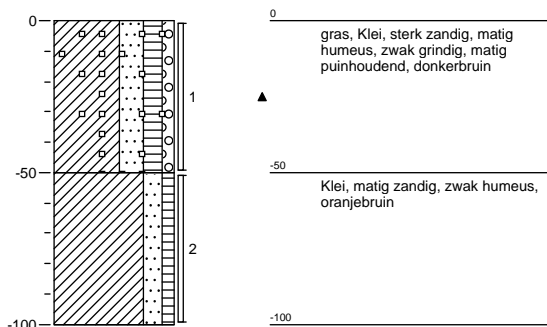 0
-50
-100
1
2
0
gras, Klei, sterk zandig, matig
humeus, zwak grindig, matig
puinhoudend, donkerbruin
-50
Klei, matig zandig, zwak humeus,
oranjebruin
-100